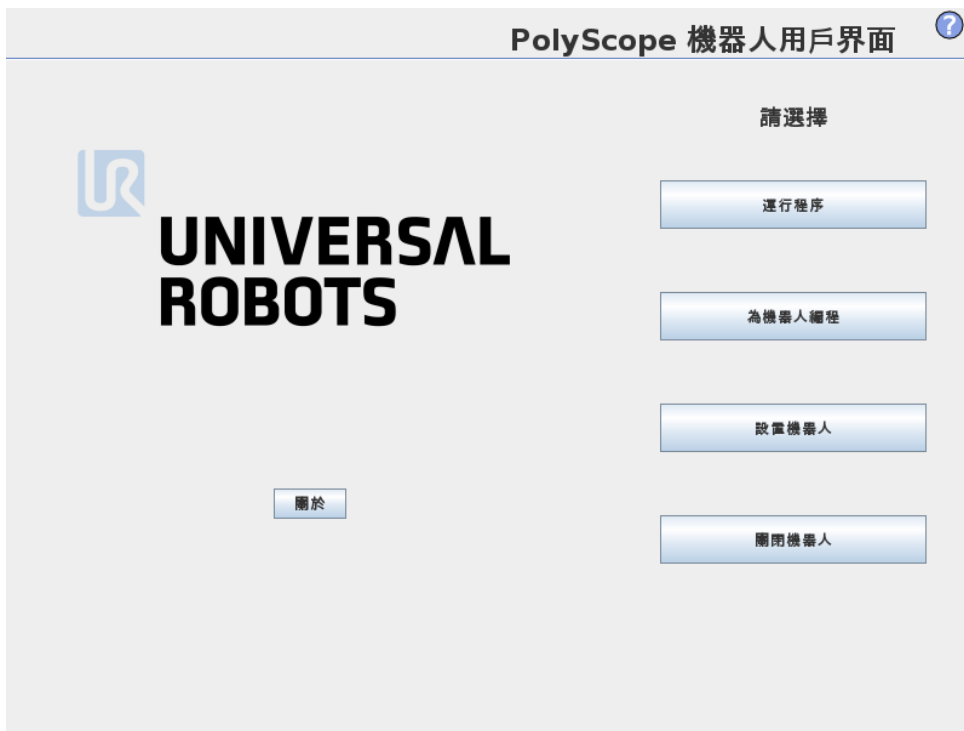 PolyScope 機器人用戶界面
?
請選擇
UR
UNIVERSAL
ROBOTS
運行程序
為機器人編程
設置機器人
關於
關閉機器人